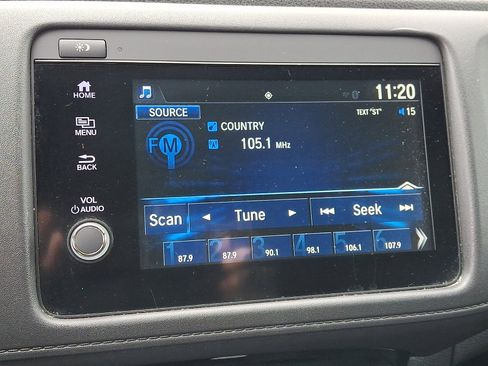 11:20
HOME
SOURCE
TEXT "ST"
15
COUNTRY
MENU
FM
105.1 MHz
BACK
VOL
AUDIO
Scan
Tune
Seek
1 87.9
2 87.9
3 90.1
4 98.1
5 106.1
6 107.9